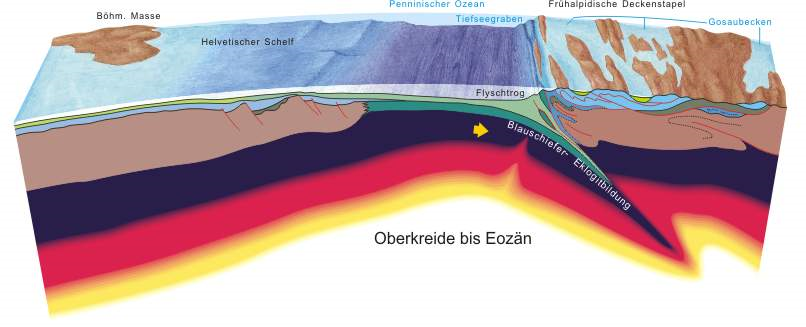 Penninischer Ozean
Frühalpidische Deckenstapel
Böhm. Masse
Tiefseegraben
Gosaubecken
Helvetischer Schelf
Flyschtrog
Blauschiefer- Eklogitbildung
Oberkreide bis Eozän